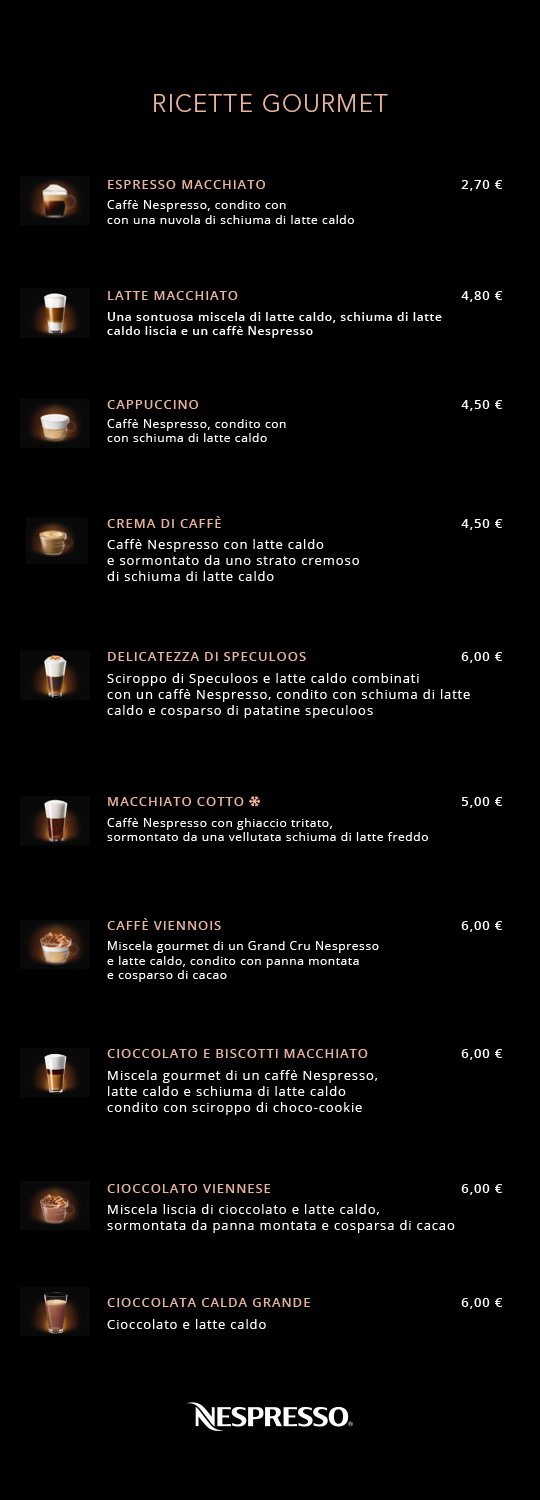 RICETTE GOURMET
ESPRESSO MACCHIATO 2,70 €
Caffè Nespresso, condito con
con una nuvola di schiuma di latte caldo
LATTE MACCHIATO 4,80 €
Una sontuosa miscela di latte caldo, schiuma di latte
caldo liscia e un caffè Nespresso
CAPPUCCINO 4,50 €
Caffè Nespresso, condito con
con schiuma di latte caldo
CREMA DI CAFFÈ 4,50 €
Caffè Nespresso con latte caldo
e sormontato da uno strato cremoso
di schiuma di latte caldo
DELICATEZZA DI SPECULOOS 6,00 €
Sciroppo di Speculoos e latte caldo combinati
con un caffè Nespresso, condito con schiuma di latte
caldo e cosparso di patatine speculoos
MACCHIATO COTTO ❄ 5,00 €
Caffè Nespresso con ghiaccio tritato,
sormontato da una vellutata schiuma di latte freddo
CAFFÈ VIENNOIS 6,00 €
Miscela gourmet di un Grand Cru Nespresso
e latte caldo, condito con panna montata
e cosparso di cacao
CIOCCOLATO E BISCOTTI MACCHIATO 6,00 €
Miscela gourmet di un caffè Nespresso,
latte caldo e schiuma di latte caldo
condito con sciroppo di choco-cookie
CIOCCOLATO VIENNESE 6,00 €
Miscela liscia di cioccolato e latte caldo,
sormontata da panna montata e cosparsa di cacao
CIOCCOLATA CALDA GRANDE 6,00 €
Cioccolato e latte caldo
NESPRESSO®